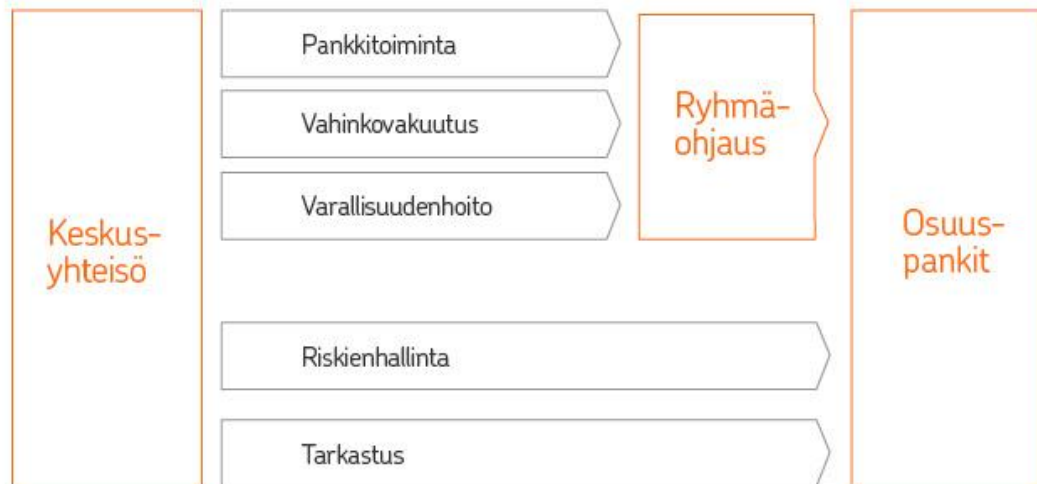 Keskus-
yhteisö
Pankkitoiminta
Vahinkovakuutus
Varallisuudenhoito
Riskienhallinta
Tarkastus
Ryhmä-
ohjaus
Osuus-
pankit